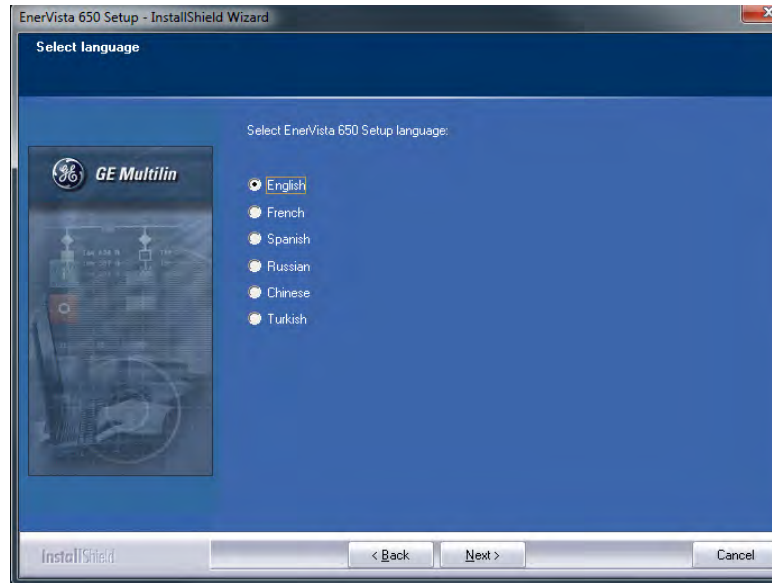 EnerVista 650 Setup - InstallShield Wizard
Select language
Select EnerVista 650 Setup language:
GE Multilin
English
French
Spanish
Russian
Chinese
Turkish
InstallShield
< Back
Next >
Cancel